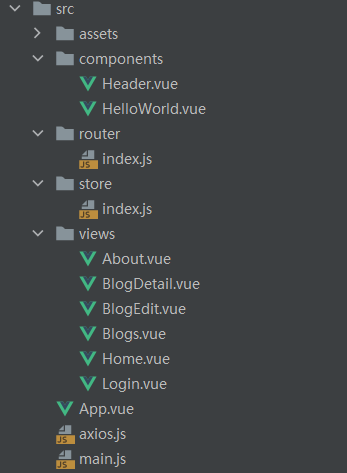 src
assets
components
Header.vue
HelloWorld.vue
router
index.js
store
index.js
views
About.vue
BlogDetail.vue
BlogEdit.vue
Blogs.vue
Home.vue
Login.vue
App.vue
axios.js
main.js